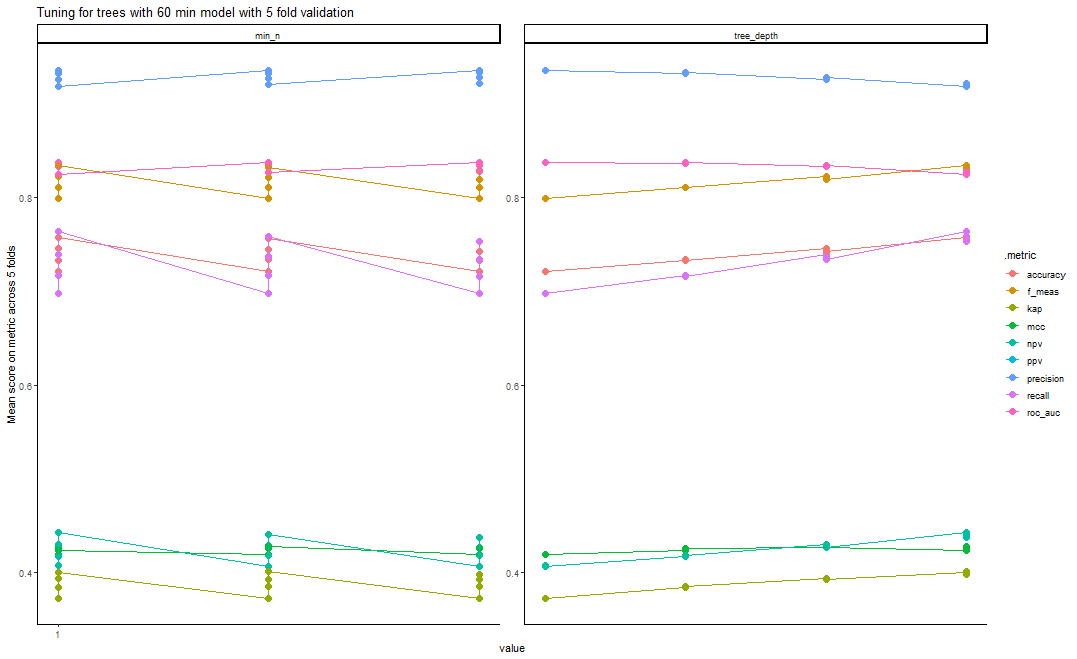 Tuning for trees with 60 min model with 5 fold validation
min_n
tree_depth
Mean score on metric across 5 folds
0.8
0.6
0.4
0.8
0.6
0.4
1
value
.metric
accuracy
f_meas
kap
mcc
npv
ppv
precision
recall
roc_auc